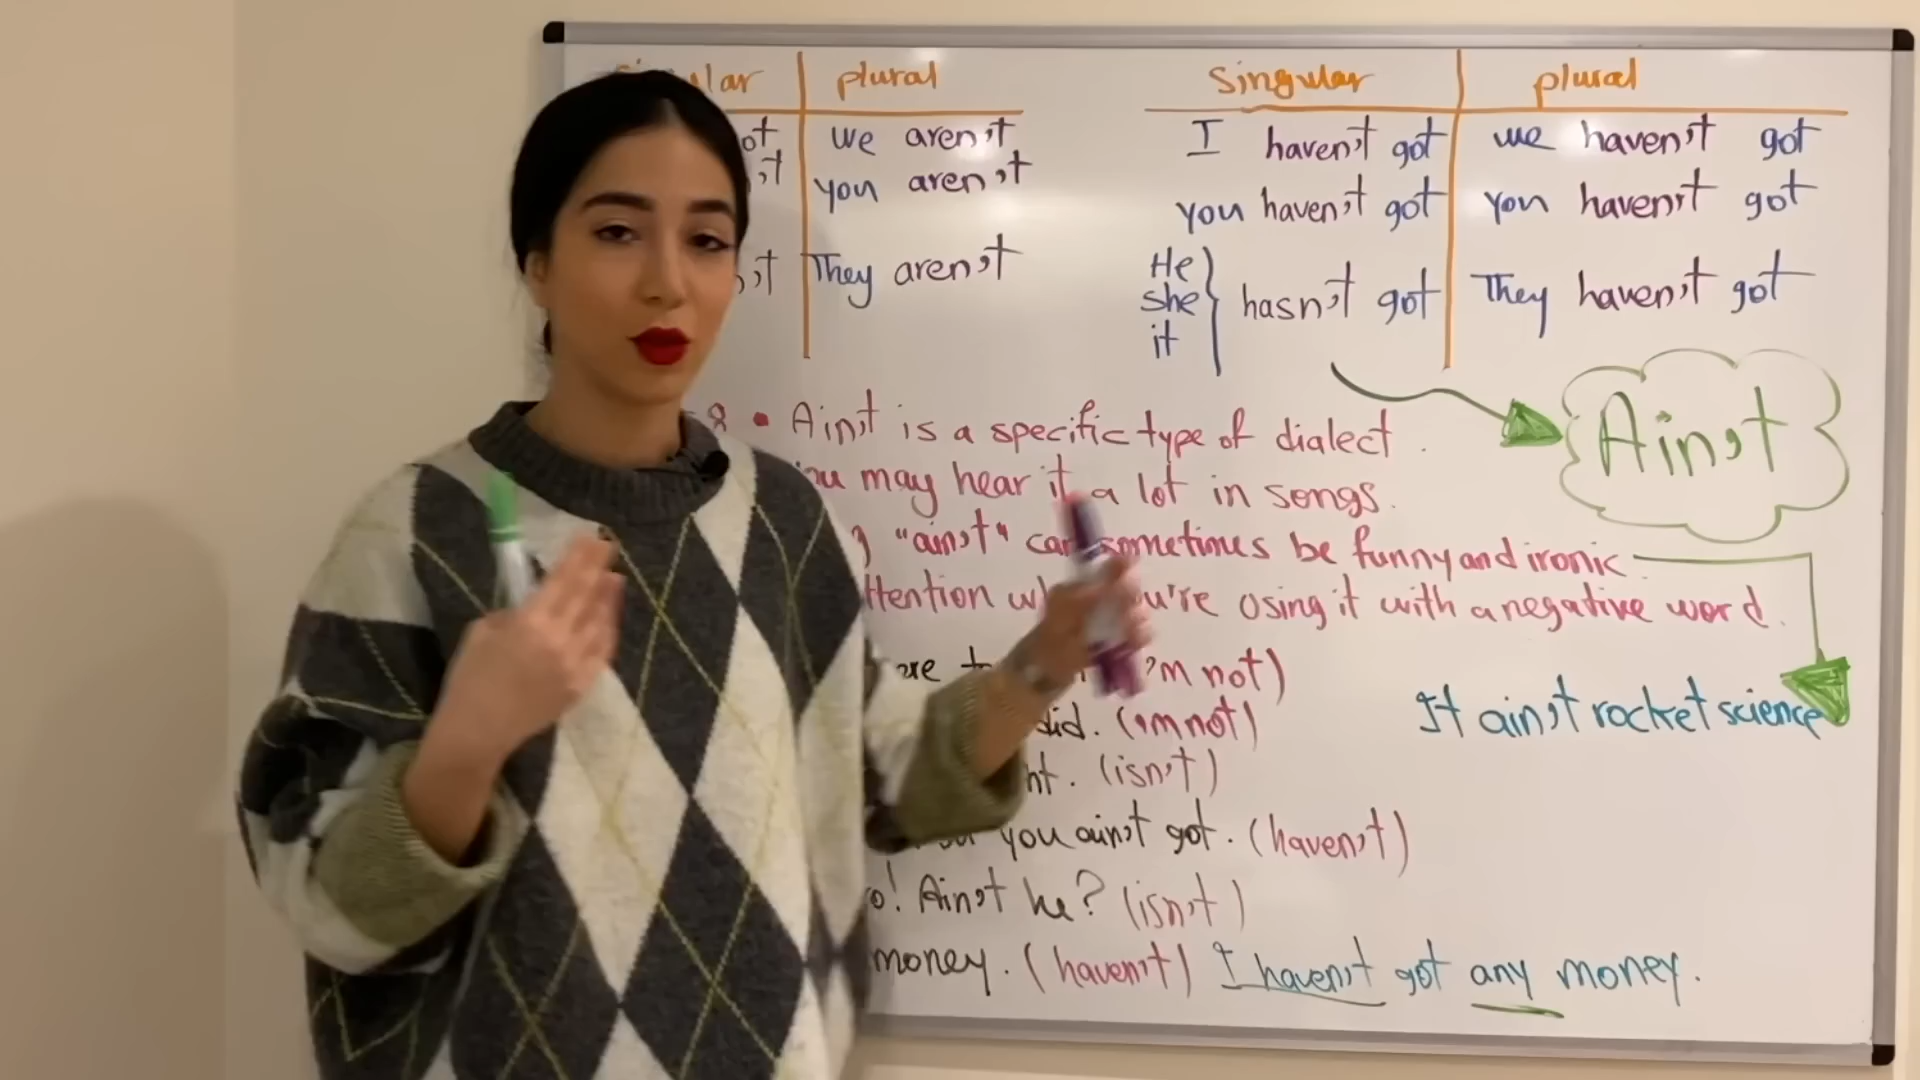 plural
we aren't
you aren't
They aren't
singular plural
I haven't got we haven't got
you haven't got you haven't got
He
she hasn't got They haven't got
it
Ain't
• Ain't is a specific type of dialect.
may hear it a lot in songs.
"ain't" can sometimes be funny and ironic.
you're using it with a negative word.
'm not)
did. ('m not) It ain't rocket science
(isn't)
you ain't got. (haven't)
! Ain't he? (isn't)
money. (haven't) I haven't got any money.